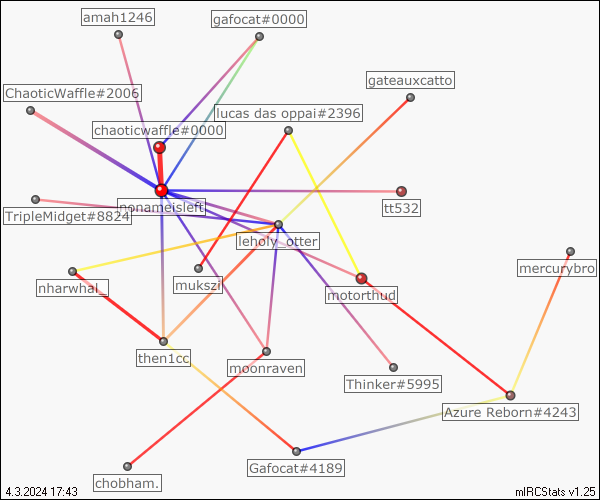 amah1246
gafocat#0000
gateauxcatto
ChaoticWaffle#2006
lucas das oppai#2396
chaoticwaffle#0000
nonameisleft
tt532
TripleMidget#8824
leholy_otter
mercurybro
nharwhal_
mukszi
motorthud
then1cc
moonraven
Thinker#5995
Azure Reborn#4243
Gafocat#4189
chobham.
4.3.2024 17:43
mIRCStats v1.25